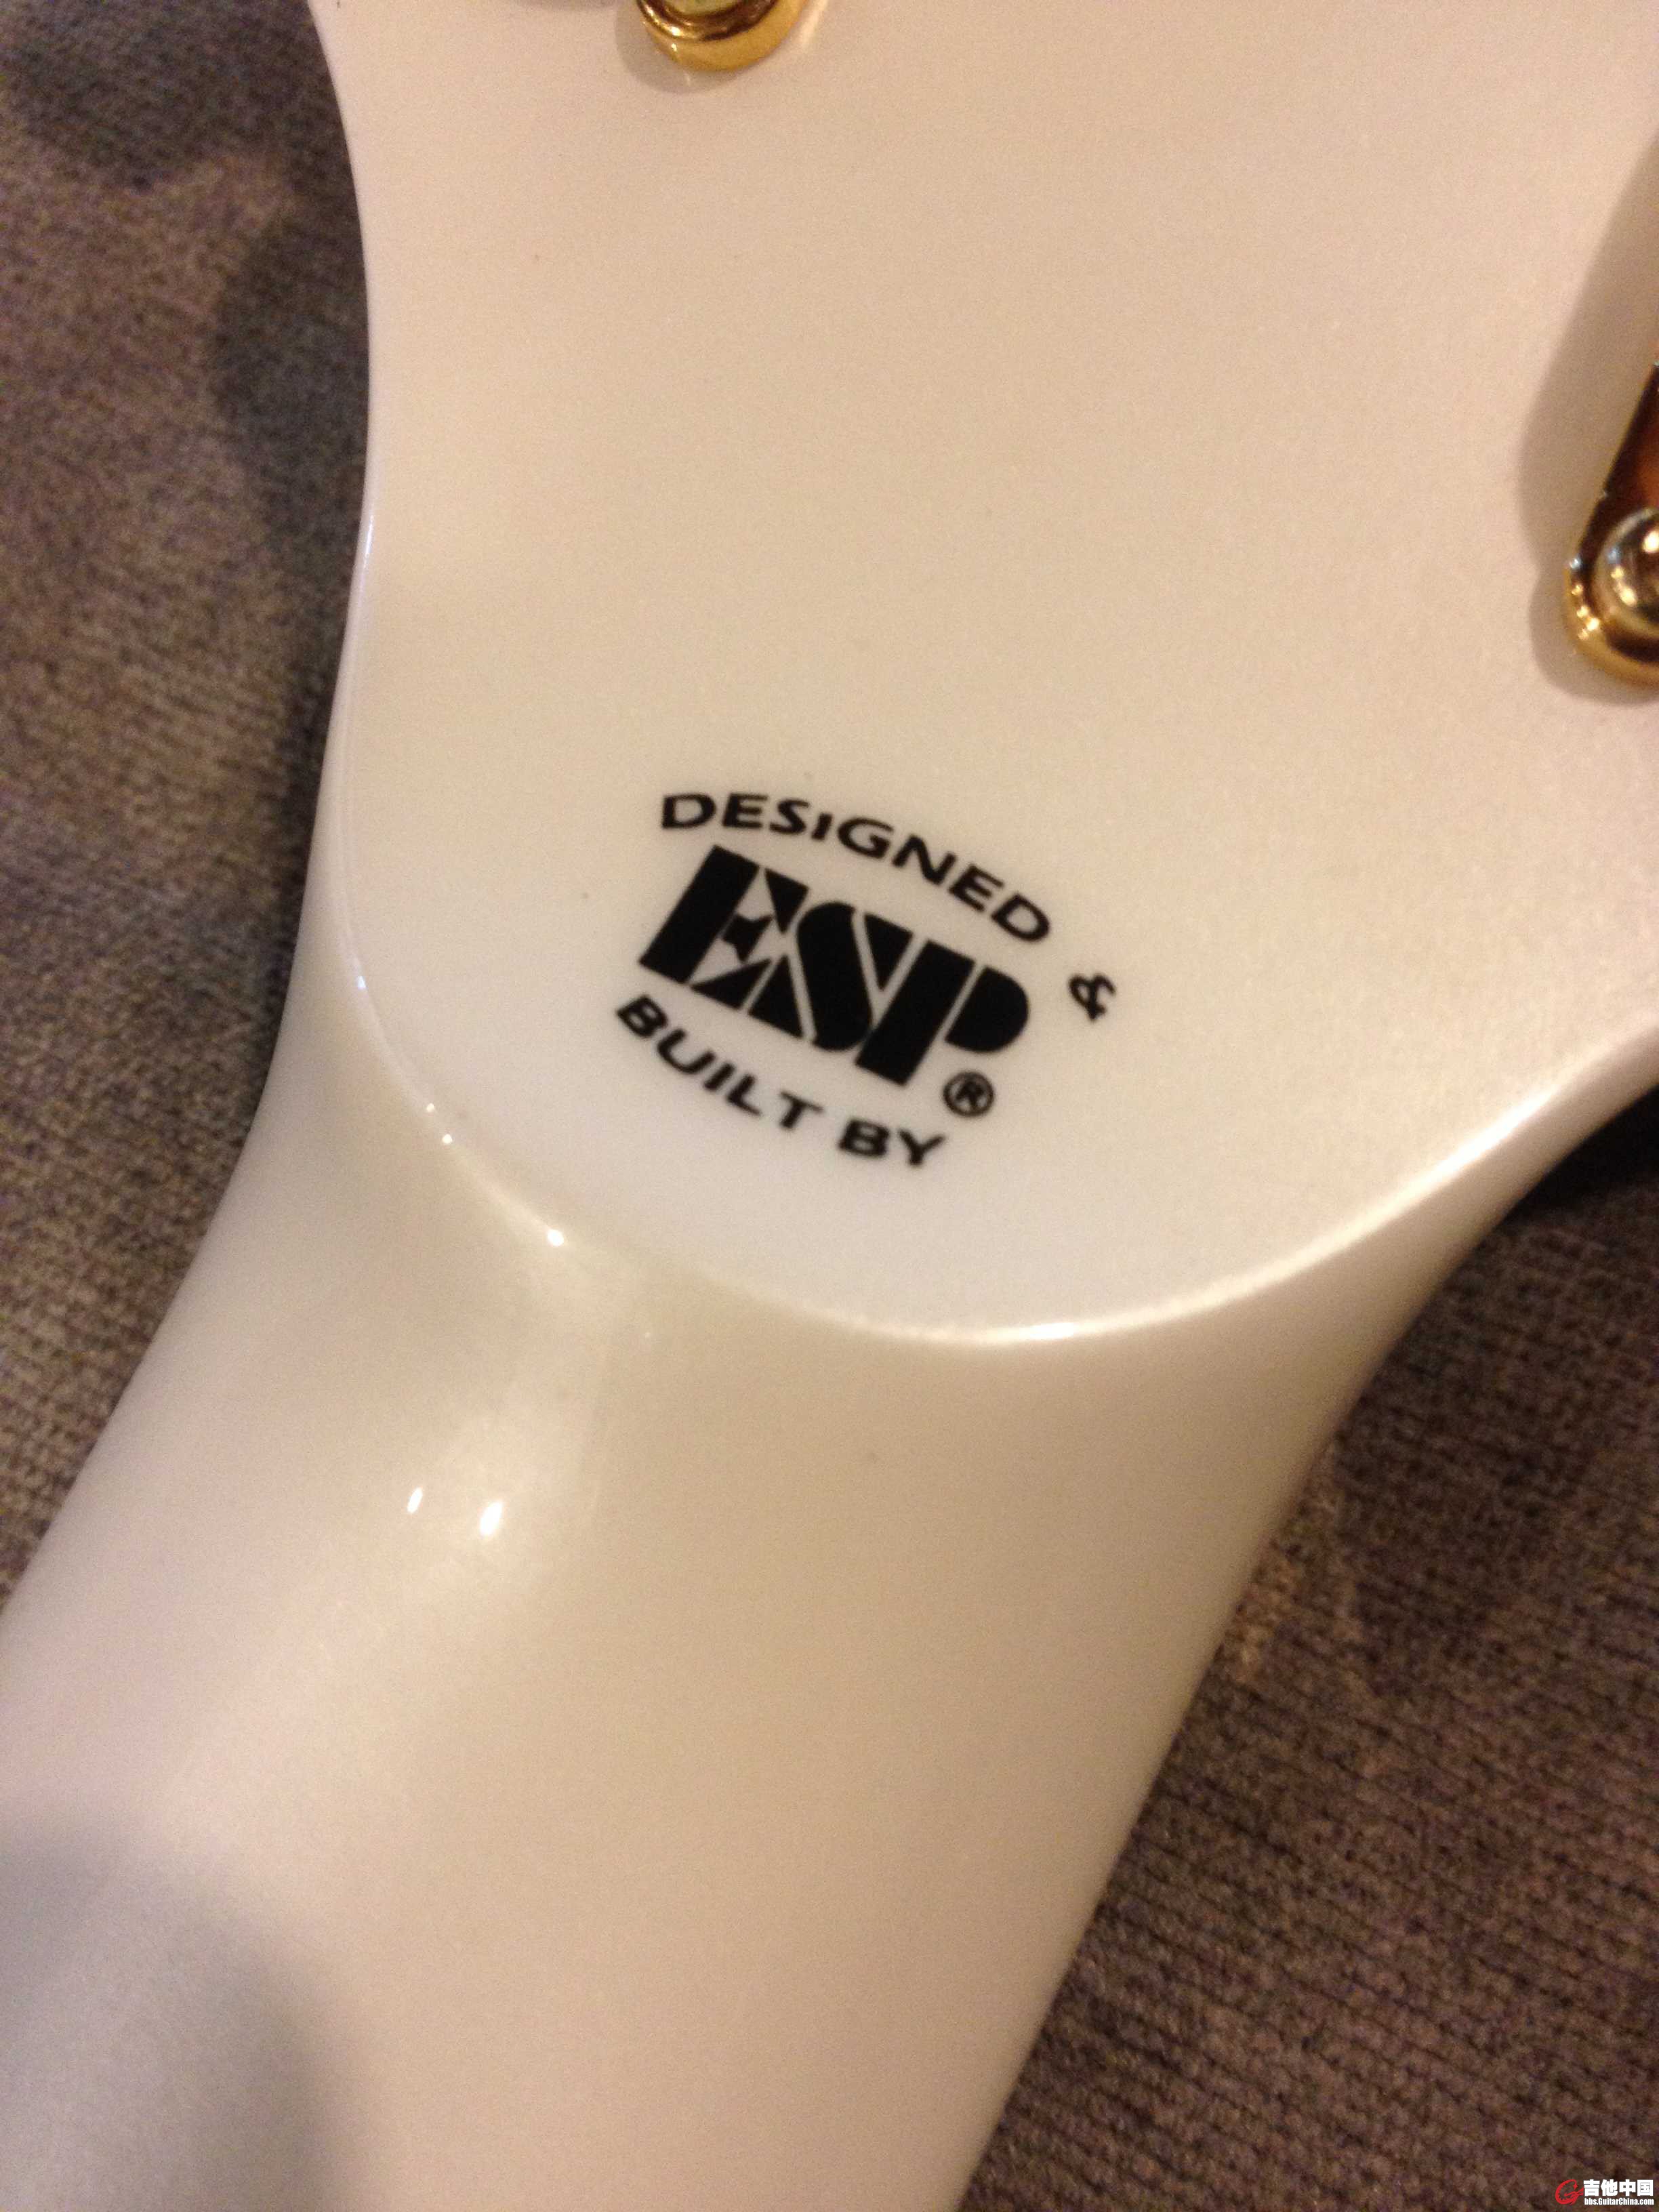 DESIGNED &
ESP®
BUILT BY
吉他中国
bbs.GuitarChina.com